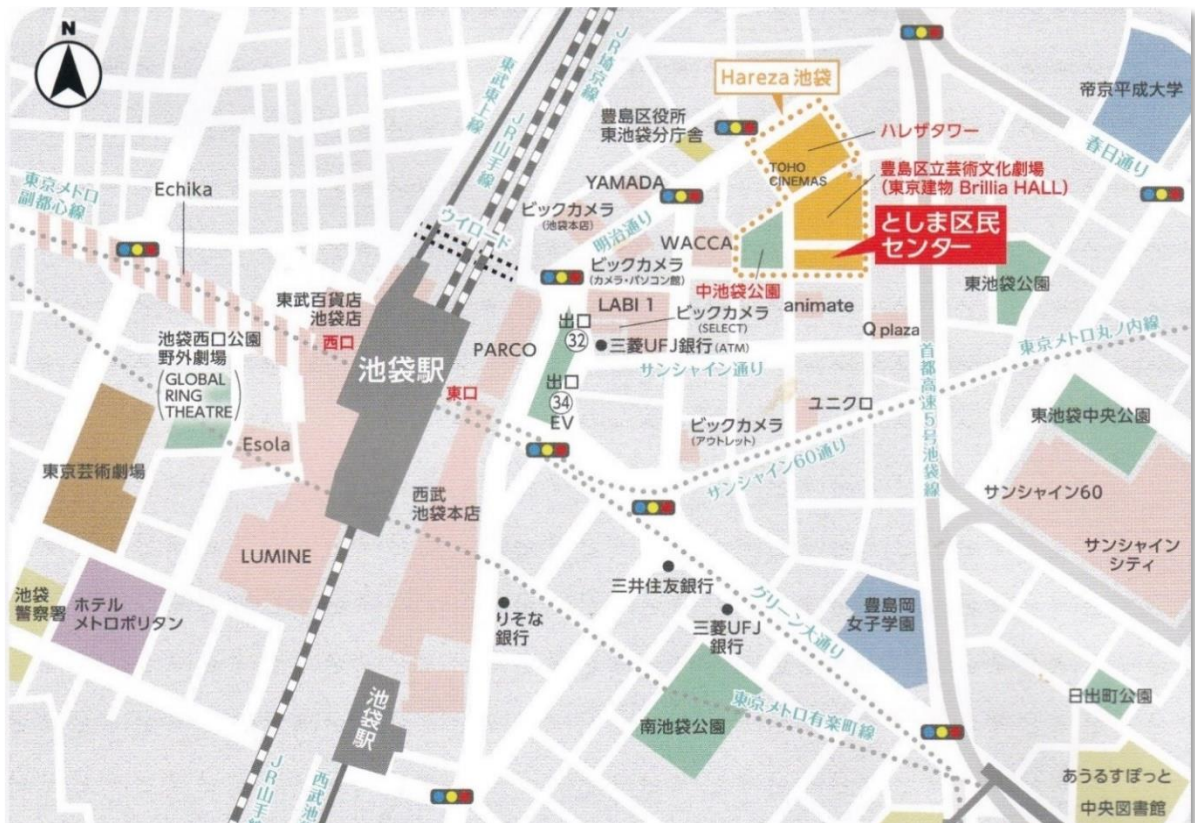 N
東武東上線
JR埼京線
JR山手線
ウイロード
Hareza 池袋
帝京平成大学
豊島区役所
東池袋分庁舎
ハレザタワー
春日通り
TOHO
CINEMAS
豊島区立芸術文化劇場
(東京建物 Brillia HALL)
東京メトロ
副都心線
Echika
YAMADA
ビックカメラ
(池袋本店)
明治通り
WACCA
としま区民
センター
ビックカメラ
(カメラ・パソコン館)
中池袋公園
東池袋公園
東武百貨店
池袋店
西口
LABI 1
ビックカメラ
(SELECT)
animate
Q plaza
池袋西口公園
野外劇場
(GLOBAL
RING
THEATRE)
池袋駅
PARCO
出口
32
三菱UFJ銀行(ATM)
サンシャイン通り
首都高速5号池袋線
東京メトロ丸ノ内線
東口
出口
34
EV
ユニクロ
ビックカメラ
(アウトレット)
東池袋中央公園
Esola
東京芸術劇場
サンシャイン60通り
サンシャイン60
西武
池袋本店
LUMINE
サンシャイン
シティ
三井住友銀行
グリーン大通り
池袋
警察署
ホテル
メトロポリタン
りそな
銀行
三菱UFJ
銀行
豊島岡
女子学園
東京メトロ有楽町線
日出町公園
池袋駅
南池袋公園
JR山手線
西武池
あうるすぽっと
中央図書館